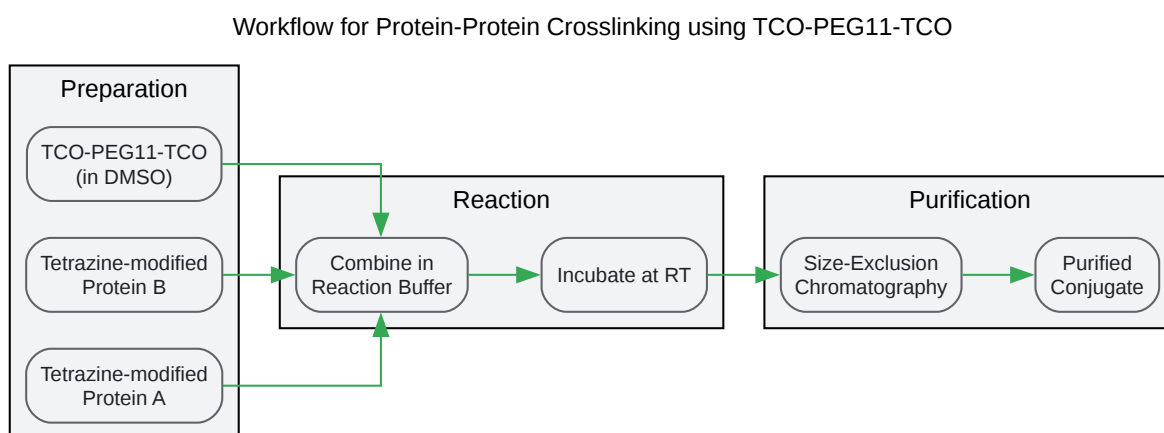 Workflow for Protein-Protein Crosslinking using TCO-PEG11-TCO
Preparation
TCO-PEG11-TCO
(in DMSO)
Tetrazine-modified
Protein B
Tetrazine-modified
Protein A
Reaction
Combine in
Reaction Buffer
Incubate at RT
Purification
Size-Exclusion
Chromatography
Purified
Conjugate